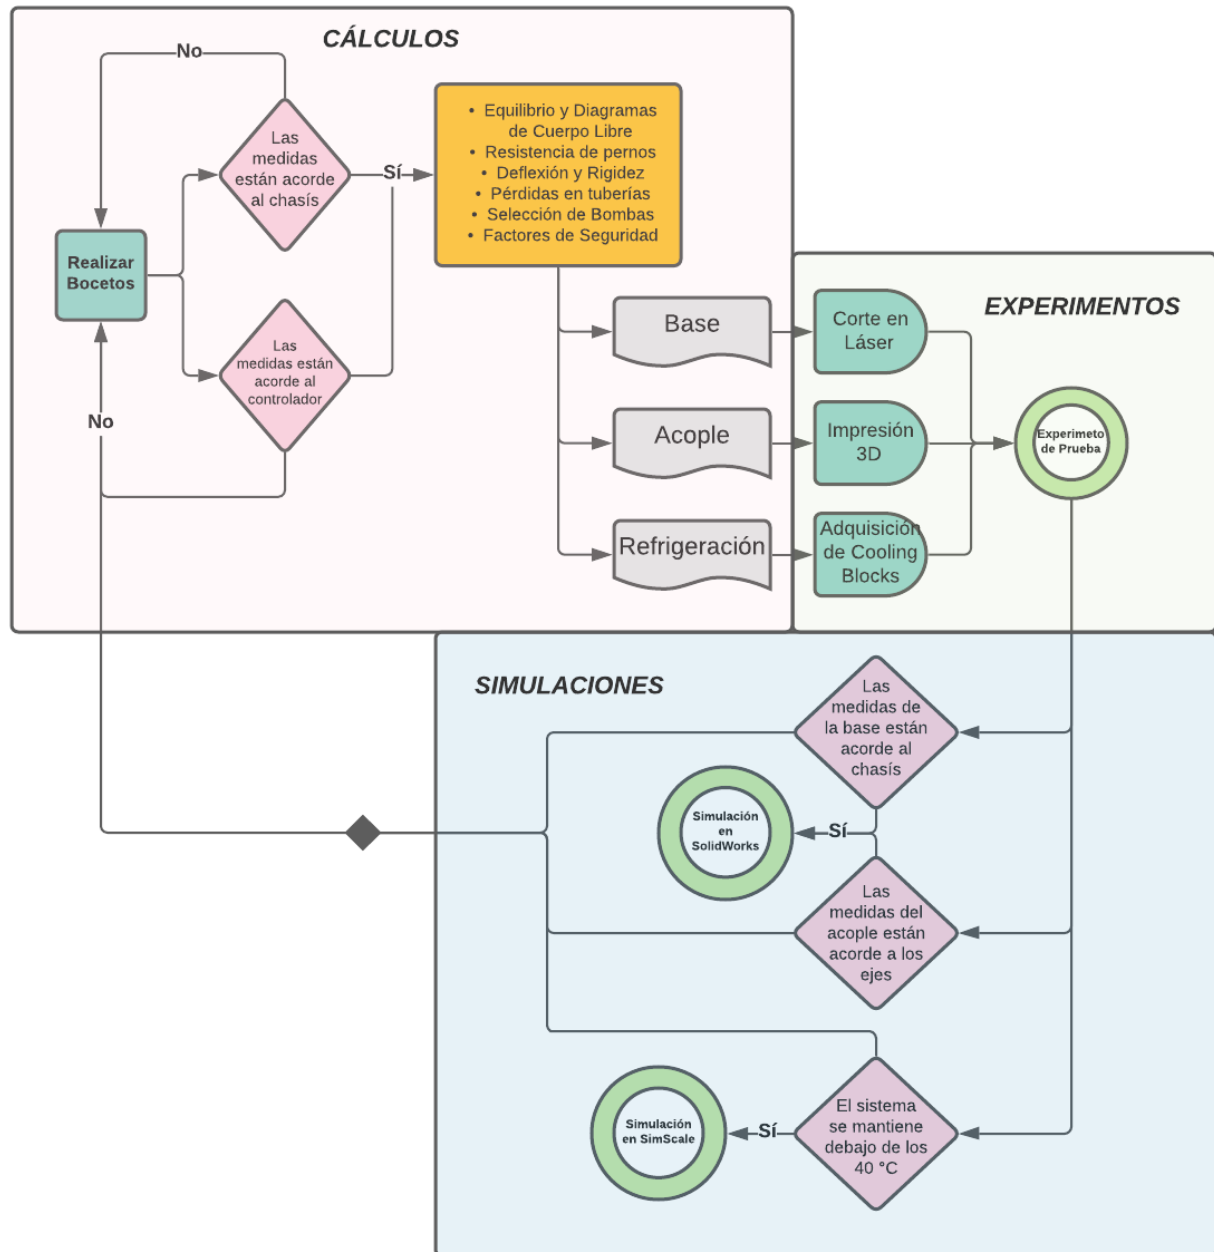 CÁLCULOS
No
Las
medidas
están acorde
al chasís
Sí
• Equilibrio y Diagramas
de Cuerpo Libre
• Resistencia de pernos
• Deflexión y Rigidez
• Pérdidas en tuberías
• Selección de Bombas
• Factores de Seguridad
Realizar
Bocetos
Las
medidas están
acorde al
controlador
No
Base
Acople
Refrigeración
EXPERIMENTOS
Corte en
Láser
Impresión
3D
Adquisición
de Cooling
Blocks
Experimeto
de Prueba
SIMULACIONES
Las
medidas de
la base están
acorde al
chasís
Simulación
en
SolidWorks
Sí
Las
medidas del
acople están
acorde a los
ejes
Simulación
en SimScale
Sí
El sistema
se mantiene
debajo de los
40 °C